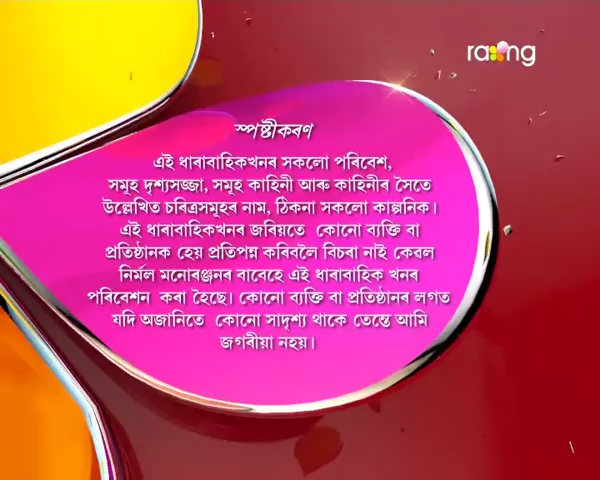 rang
স্পষ্টীকৰণ
এই ধাৰাবাহিকখনৰ সকলো পৰিবেশ,
সমূহ দৃশ্যসজ্জা, সমূহ কাহিনী আৰু কাহিনীৰ সৈতে
উল্লেখিত চৰিত্ৰসমূহৰ নাম, ঠিকনা সকলো কাল্পনিক।
এই ধাৰাবাহিকখনৰ জৰিয়তে কোনো ব্যক্তি বা
প্ৰতিষ্ঠানক হেয় প্ৰতিপন্ন কৰিবলৈ বিচৰা নাই কেৱল
নিৰ্মল মনোৰঞ্জনৰ বাবেহে এই ধাৰাবাহিক খনৰ
পৰিবেশন কৰা হৈছে। কোনো ব্যক্তি বা প্ৰতিষ্ঠানৰ লগত
যদি অজানিতে কোনো সাদৃশ্য থাকে তেন্তে আমি
জগৰীয়া নহয়।